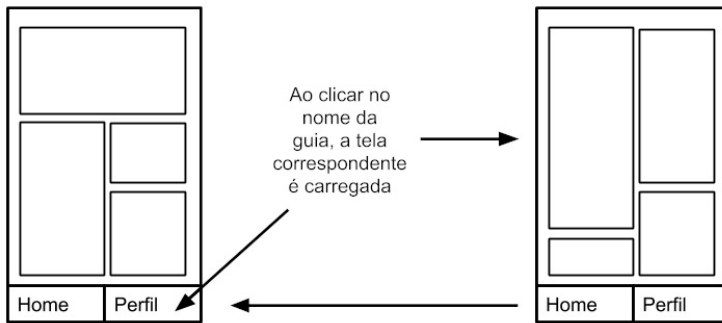 Ao clicar no
nome da
guia, a tela
correspondente
é carregada
Home
Perfil
Home
Perfil